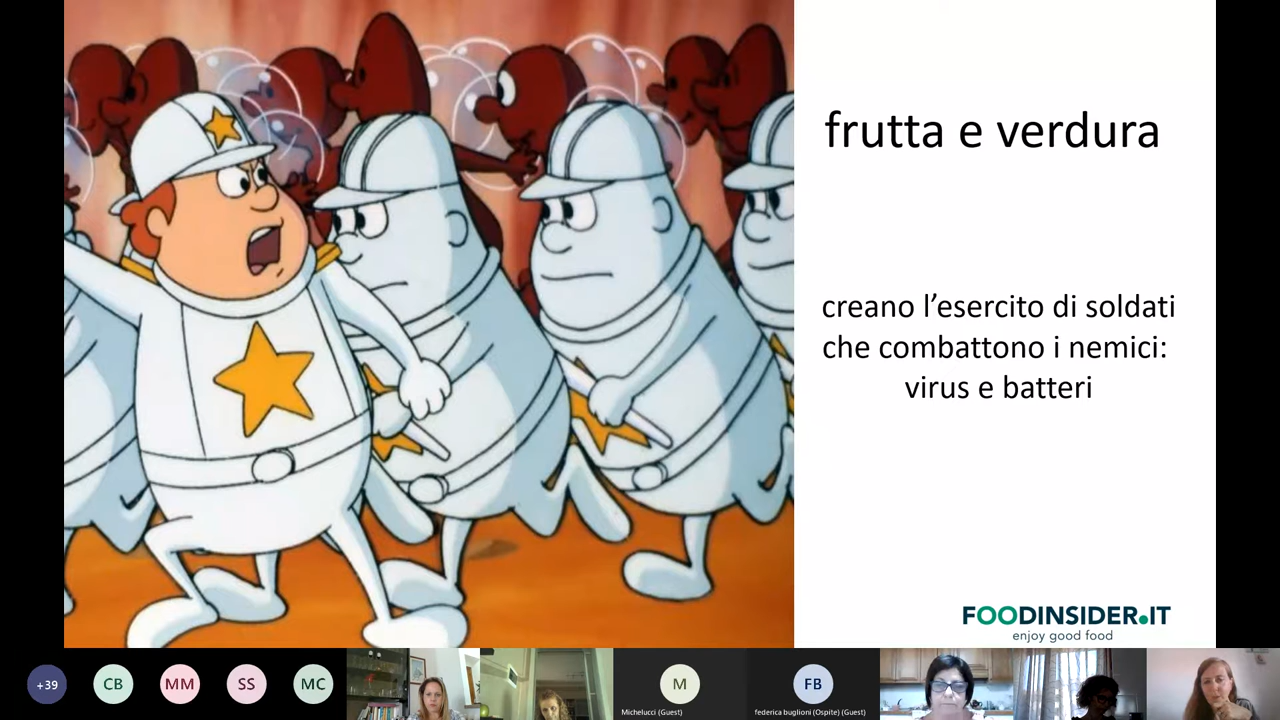 frutta e verdura
creano l’esercito di soldati
che combattono i nemici:
virus e batteri
FOODINSIDER.IT
enjoy good food
+39
CB
MM
SS
MC
M
FB
Michelucci (Guest)
federica buglioni (Ospite) (Guest)